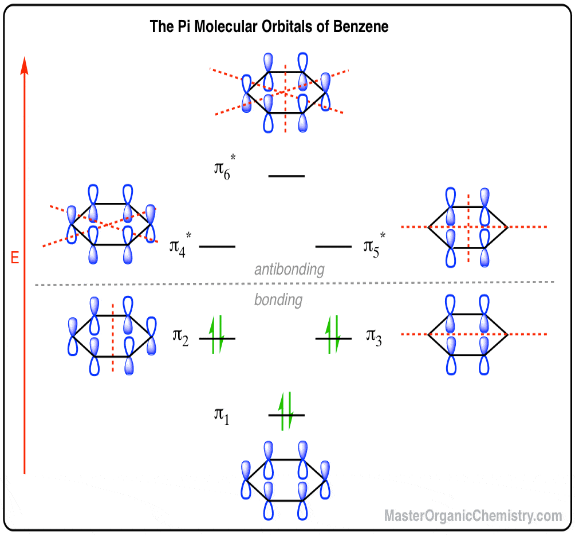 The Pi Molecular Orbitals of Benzene
π6*
π4*
π5*
E
antibonding
bonding
π2
π3
π1
MasterOrganicChemistry.com